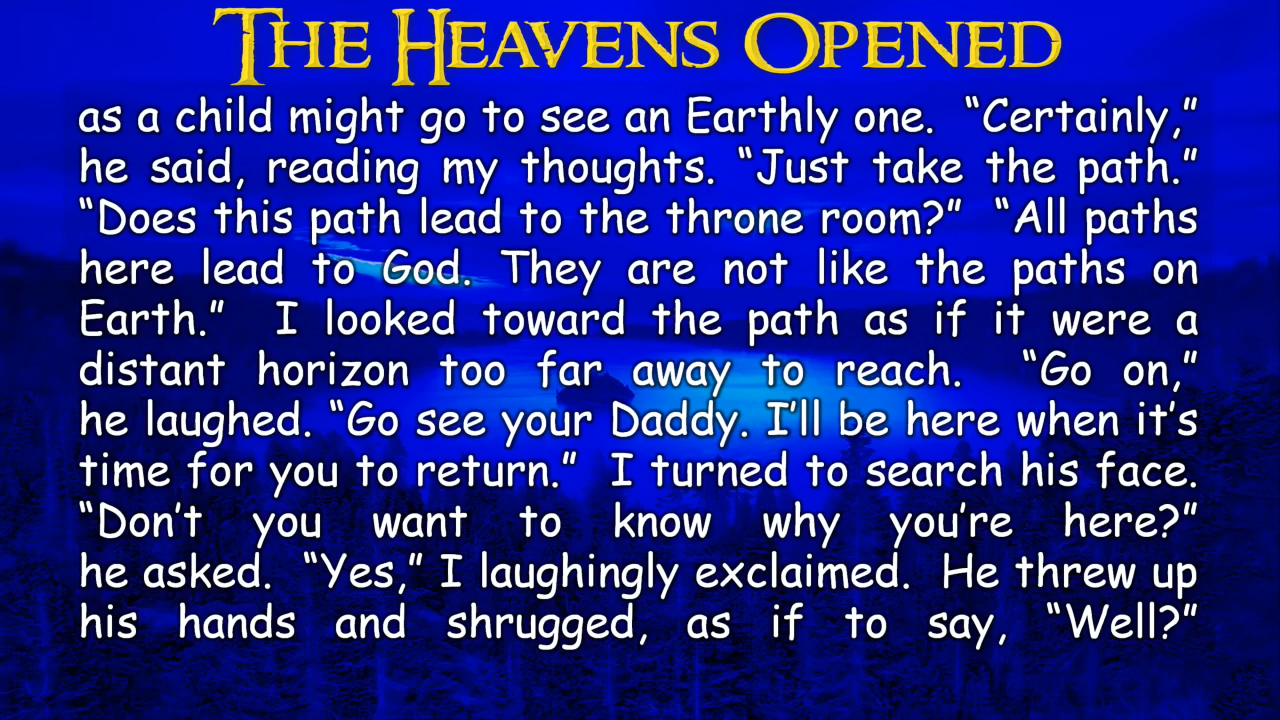 THE HEAVENS OPENED
as a child might go to see an Earthly one.  “Certainly,”
he said, reading my thoughts. “Just take the path.”
“Does this path lead to the throne room?”  “All paths
here lead to God. They are not like the paths on
Earth.”  I looked toward the path as if it were a
distant horizon too far away to reach.  “Go on,”
he laughed. “Go see your Daddy. I’ll be here when it’s
time for you to return.”  I turned to search his face.
“Don’t you want to know why you’re here?”
he asked.  “Yes,” I laughingly exclaimed.  He threw up
his hands and shrugged, as if to say, “Well?”